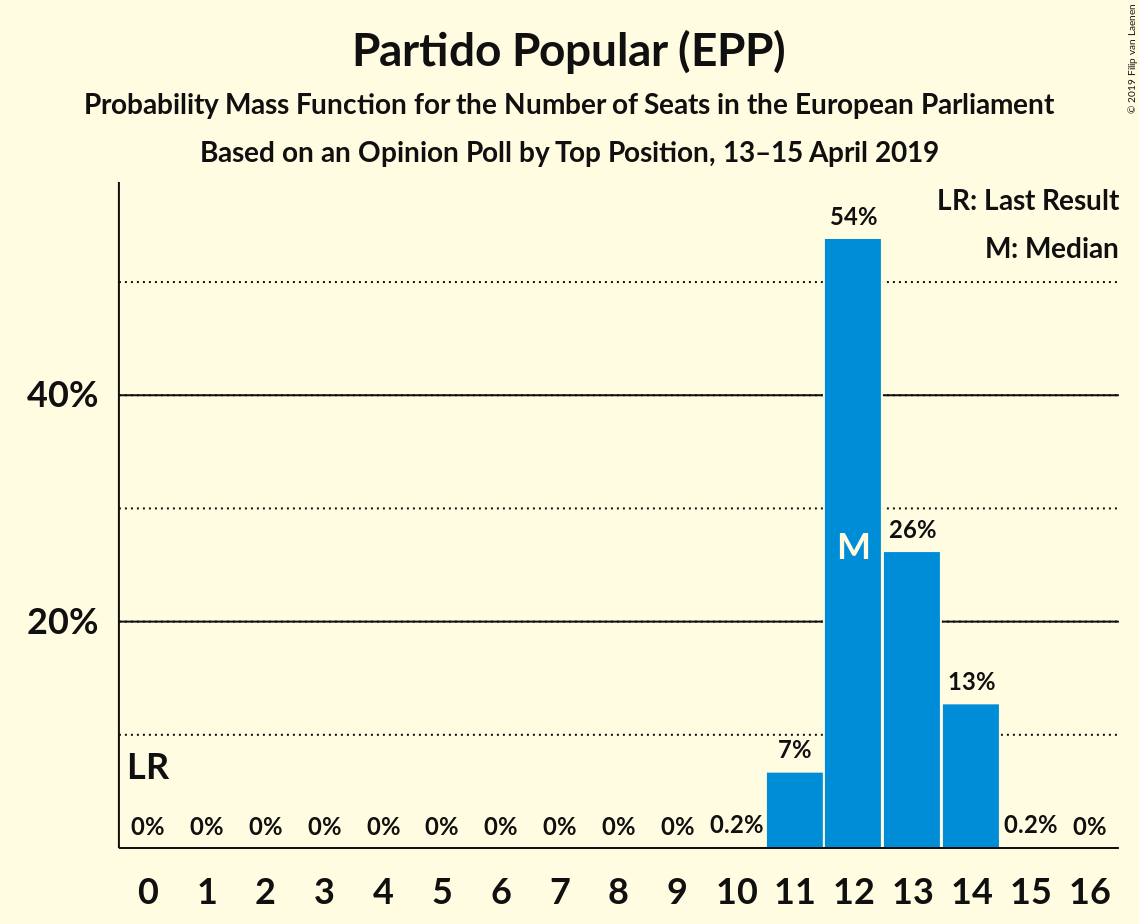 Partido Popular (EPP)
Probability Mass Function for the Number of Seats in the European Parliament
Based on an Opinion Poll by Top Position, 13–15 April 2019
© 2019 Filip van Laenen
LR: Last Result
M: Median
54%
40%
26%
M
20%
13%
7%
LR
0% 0% 0% 0% 0% 0% 0% 0% 0% 0% 0.2% 0.2% 0%
0 1 2 3 4 5 6 7 8 9 10 11 12 13 14 15 16